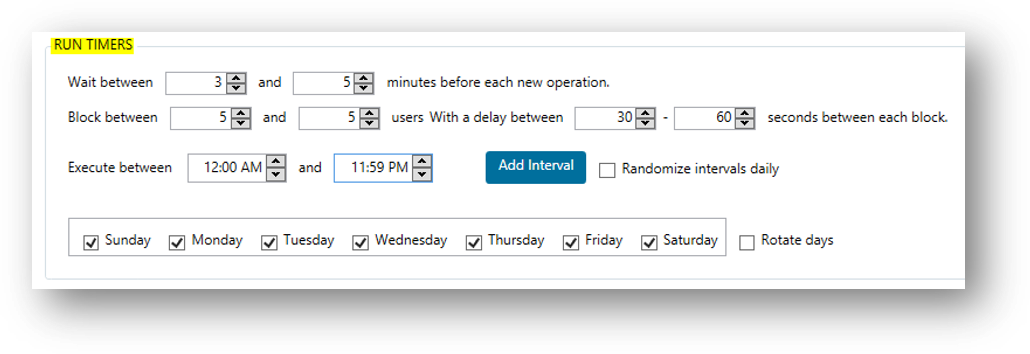 RUN TIMERS
Wait between 3 and 5 minutes before each new operation.
Block between 5 and 5 users With a delay between 30 - 60 seconds between each block.
Execute between 12:00 AM and 11:59 PM Add Interval Randomize intervals daily
Sunday Monday Tuesday Wednesday Thursday Friday Saturday Rotate days